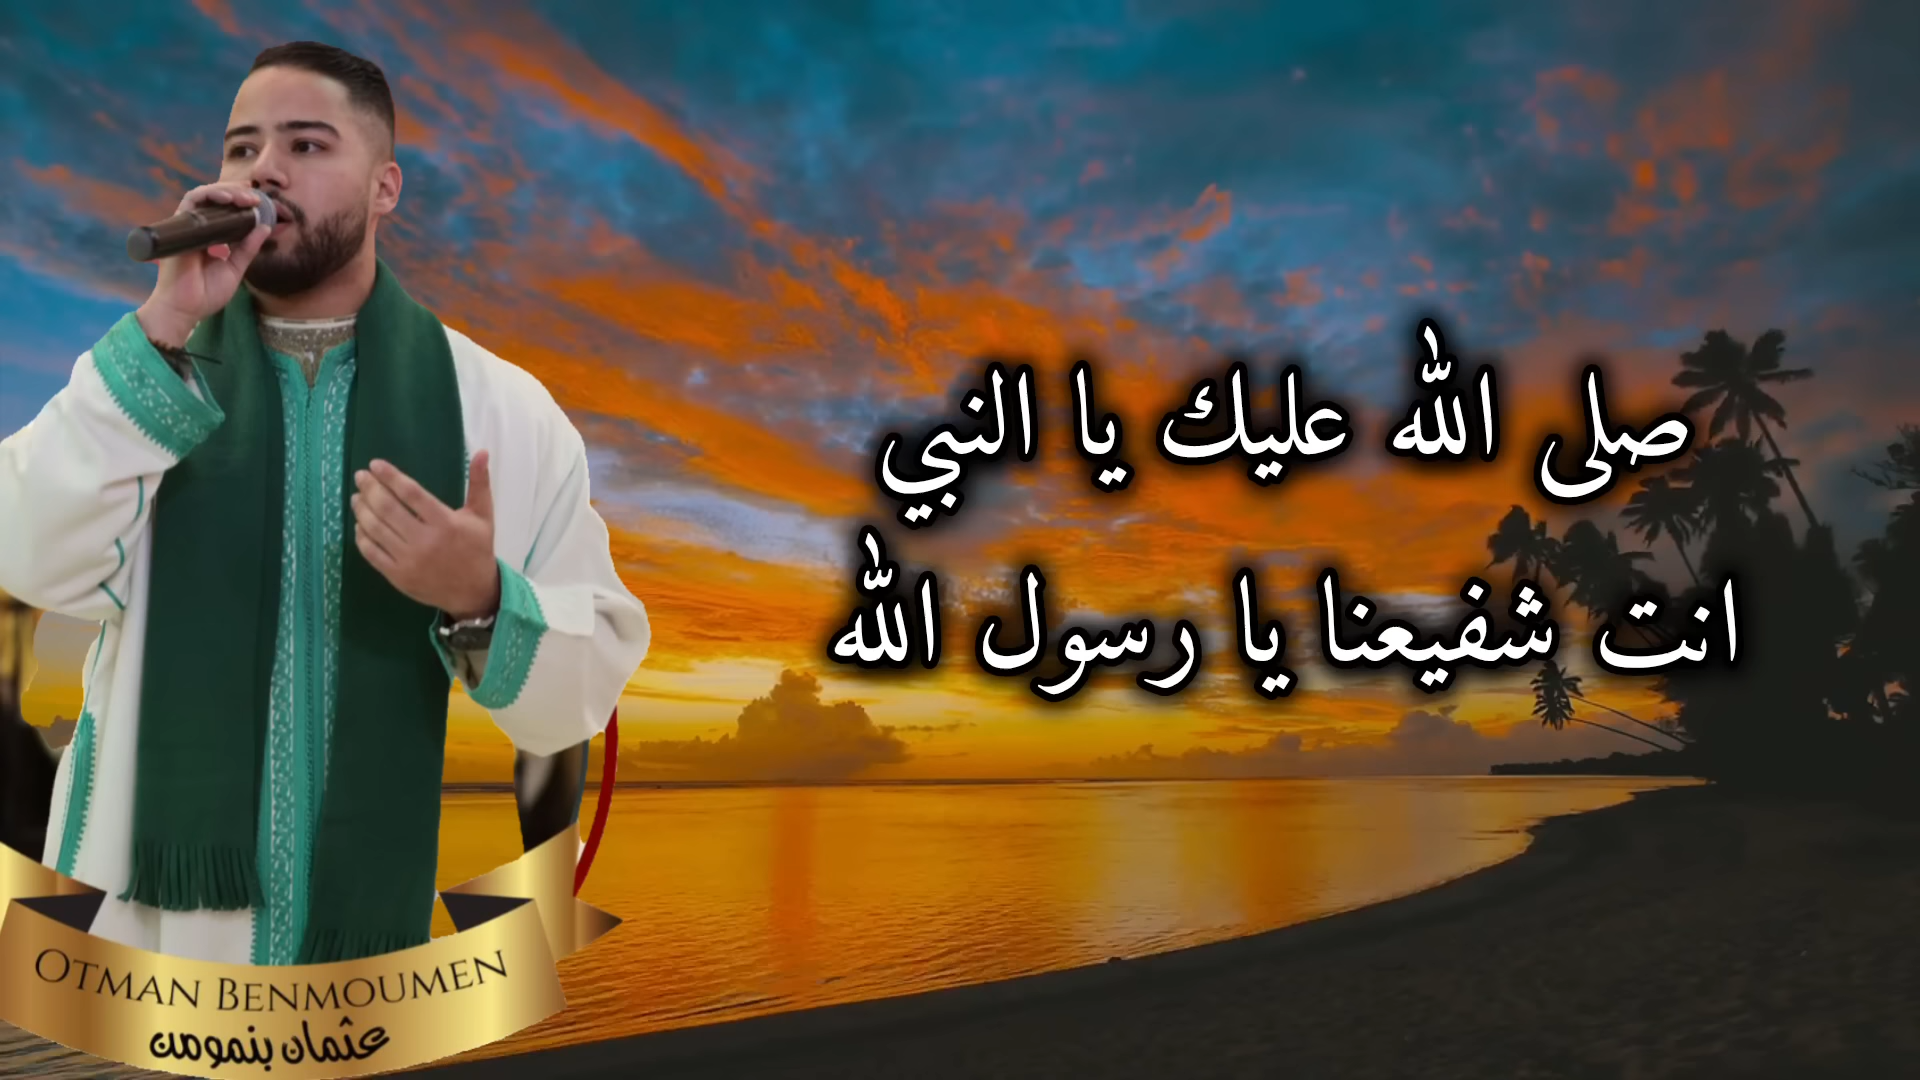 صلى الله عليك يا النبي
انت شفيعنا يا رسول الله
OTMAN BENMOUMEN
عثمان بنمومن